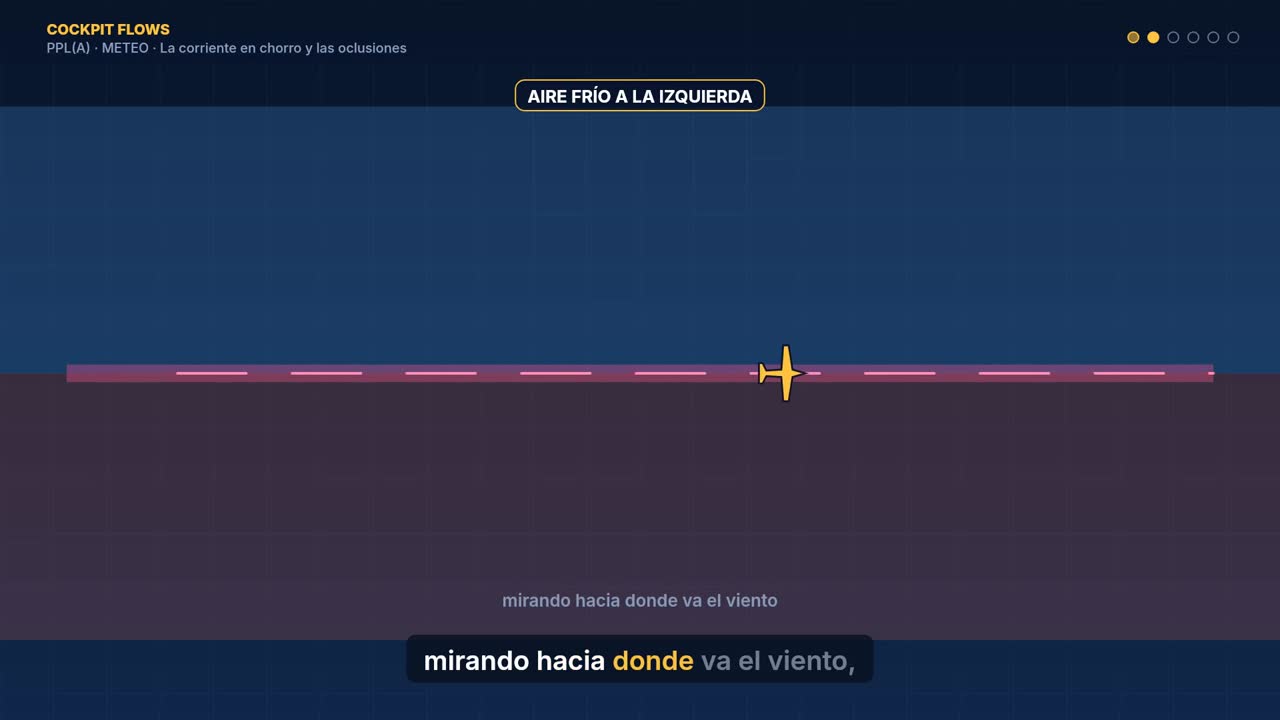 COCKPIT FLOWS
PPL(A) · METEO · La corriente en chorro y las oclusiones
AIRE FRÍO A LA IZQUIERDA
mirando hacia donde va el viento
mirando hacia donde va el viento,